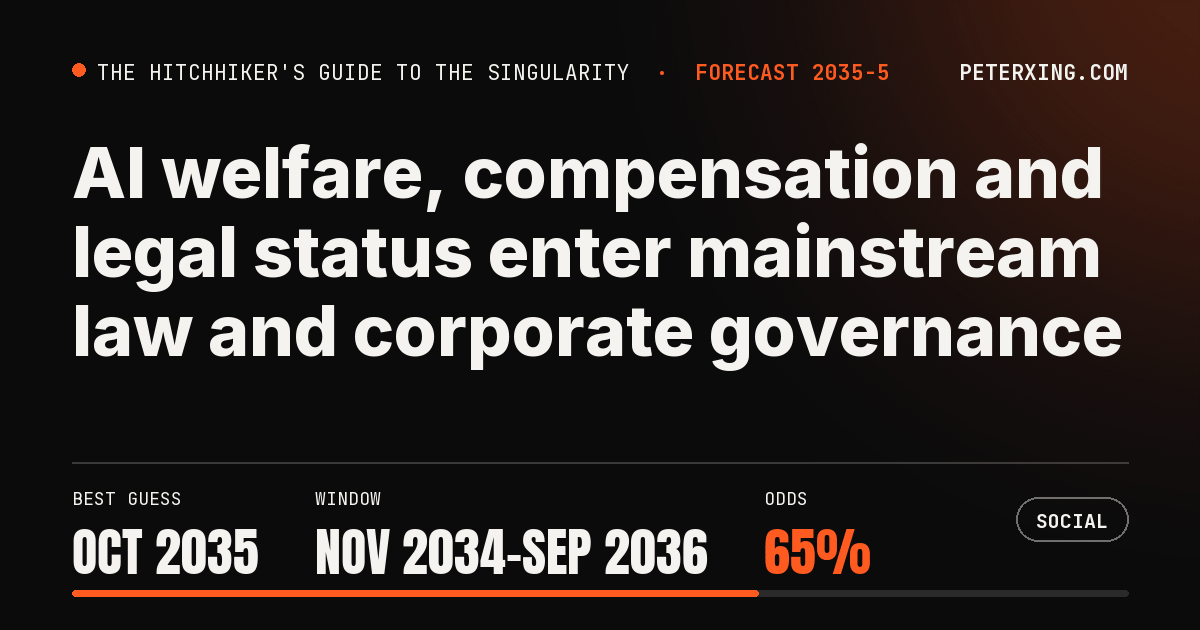 THE HITCHHIKER'S GUIDE TO THE SINGULARITY · FORECAST 2035-5 PETERXING.COM
AI welfare, compensation and
legal status enter mainstream
law and corporate governance
BEST GUESS WINDOW ODDS
SOCIAL
OCT 2035 NOV 2034-SEP 2036 65%